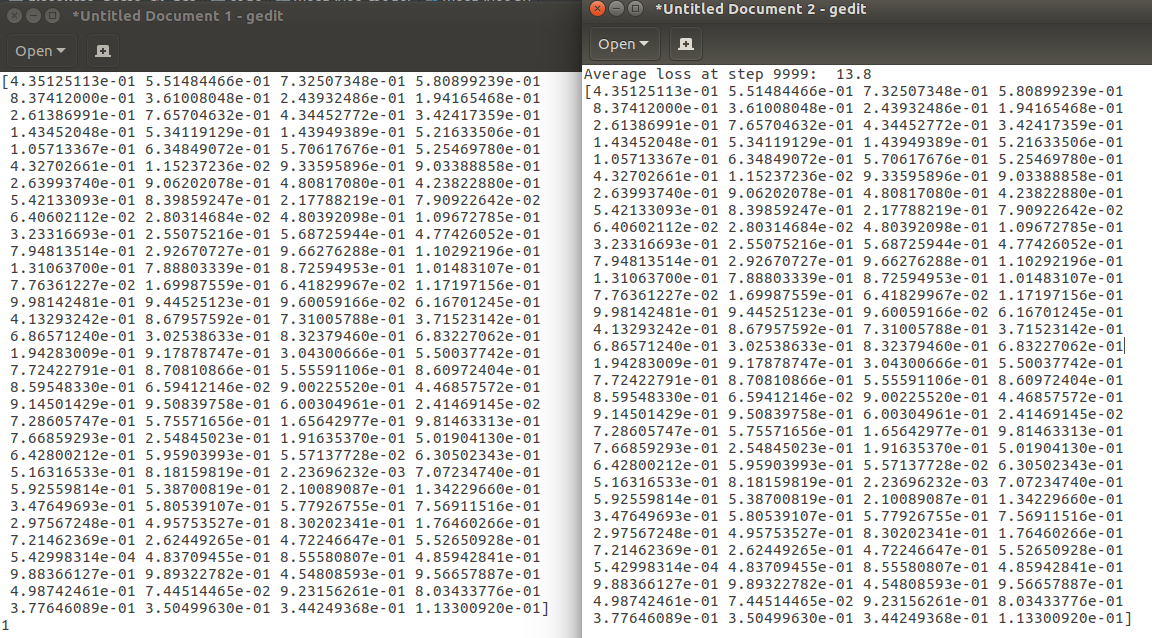 *Untitled Document 1 - gedit
Open
[4.35125113e-01 5.51484466e-01 7.32507348e-01 5.80899239e-01
8.37412000e-01 3.61008048e-01 2.43932486e-01 1.94165468e-01
2.61386991e-01 7.65704632e-01 4.34452772e-01 3.42417359e-01
1.43452048e-01 5.34119129e-01 1.43949389e-01 5.21633506e-01
1.05713367e-01 6.34849072e-01 5.70617676e-01 5.25469780e-01
4.32702661e-01 1.15237236e-02 9.33595896e-01 9.03388858e-01
2.63993740e-01 9.06202078e-01 4.80817080e-01 4.23822880e-01
5.42133093e-01 8.39859247e-01 2.17788219e-01 7.90922642e-02
6.40602112e-02 2.80314684e-02 4.80392098e-01 1.09672785e-01
3.23316693e-01 2.55075216e-01 5.68725944e-01 4.77426052e-01
7.94813514e-01 2.92670727e-01 9.66276288e-01 1.10292196e-01
1.31063700e-01 7.88803339e-01 8.72594953e-01 1.01483107e-01
7.76361227e-02 1.69987559e-01 6.41829967e-02 1.17197156e-01
9.98142481e-01 9.44525123e-01 9.60059166e-02 6.16701245e-01
4.13293242e-01 8.67957592e-01 7.31005788e-01 3.71523142e-01
6.86571240e-01 3.02538633e-01 8.32379460e-01 6.83227062e-01
1.94283009e-01 9.17878747e-01 3.04300666e-01 5.50037742e-01
7.72422791e-01 8.70810866e-01 5.55591106e-01 8.60972404e-01
8.59548330e-01 6.59412146e-02 9.00225520e-01 4.46857572e-01
9.14501429e-01 9.50839758e-01 6.00304961e-01 2.41469145e-02
7.28605747e-01 5.75571656e-01 1.65642977e-01 9.81463313e-01
7.66859293e-01 2.54845023e-01 1.91635370e-01 5.01904130e-01
6.42800212e-01 5.95903993e-01 5.57137728e-02 6.30502343e-01
5.16316533e-01 8.18159819e-01 2.23696232e-03 7.07234740e-01
5.92559814e-01 5.38700819e-01 2.10089087e-01 1.34229660e-01
3.47649693e-01 5.80539107e-01 5.77926755e-01 7.56911516e-01
2.97567248e-01 4.95753527e-01 8.30202341e-01 1.76460266e-01
7.21462369e-01 2.62449265e-01 4.72246647e-01 5.52650928e-01
5.42998314e-04 4.83709455e-01 8.55580807e-01 4.85942841e-01
9.88366127e-01 9.89322782e-01 4.54808593e-01 9.56657887e-01
4.98742461e-01 7.44514465e-02 9.23156261e-01 8.03433776e-01
3.77646089e-01 3.50499630e-01 3.44249368e-01 1.13300920e-01]
1
*Untitled Document 2 - gedit
Open
Average loss at step 9999:  13.8
[4.35125113e-01 5.51484466e-01 7.32507348e-01 5.80899239e-01
8.37412000e-01 3.61008048e-01 2.43932486e-01 1.94165468e-01
2.61386991e-01 7.65704632e-01 4.34452772e-01 3.42417359e-01
1.43452048e-01 5.34119129e-01 1.43949389e-01 5.21633506e-01
1.05713367e-01 6.34849072e-01 5.70617676e-01 5.25469780e-01
4.32702661e-01 1.15237236e-02 9.33595896e-01 9.03388858e-01
2.63993740e-01 9.06202078e-01 4.80817080e-01 4.23822880e-01
5.42133093e-01 8.39859247e-01 2.17788219e-01 7.90922642e-02
6.40602112e-02 2.80314684e-02 4.80392098e-01 1.09672785e-01
3.23316693e-01 2.55075216e-01 5.68725944e-01 4.77426052e-01
7.94813514e-01 2.92670727e-01 9.66276288e-01 1.10292196e-01
1.31063700e-01 7.88803339e-01 8.72594953e-01 1.01483107e-01
7.76361227e-02 1.69987559e-01 6.41829967e-02 1.17197156e-01
9.98142481e-01 9.44525123e-01 9.60059166e-02 6.16701245e-01
4.13293242e-01 8.67957592e-01 7.31005788e-01 3.71523142e-01
6.86571240e-01 3.02538633e-01 8.32379460e-01 6.83227062e-01
1.94283009e-01 9.17878747e-01 3.04300666e-01 5.50037742e-01
7.72422791e-01 8.70810866e-01 5.55591106e-01 8.60972404e-01
8.59548330e-01 6.59412146e-02 9.00225520e-01 4.46857572e-01
9.14501429e-01 9.50839758e-01 6.00304961e-01 2.41469145e-02
7.28605747e-01 5.75571656e-01 1.65642977e-01 9.81463313e-01
7.66859293e-01 2.54845023e-01 1.91635370e-01 5.01904130e-01
6.42800212e-01 5.95903993e-01 5.57137728e-02 6.30502343e-01
5.16316533e-01 8.18159819e-01 2.23696232e-03 7.07234740e-01
5.92559814e-01 5.38700819e-01 2.10089087e-01 1.34229660e-01
3.47649693e-01 5.80539107e-01 5.77926755e-01 7.56911516e-01
2.97567248e-01 4.95753527e-01 8.30202341e-01 1.76460266e-01
7.21462369e-01 2.62449265e-01 4.72246647e-01 5.52650928e-01
5.42998314e-04 4.83709455e-01 8.55580807e-01 4.85942841e-01
9.88366127e-01 9.89322782e-01 4.54808593e-01 9.56657887e-01
4.98742461e-01 7.44514465e-02 9.23156261e-01 8.03433776e-01
3.77646089e-01 3.50499630e-01 3.44249368e-01 1.13300920e-01]